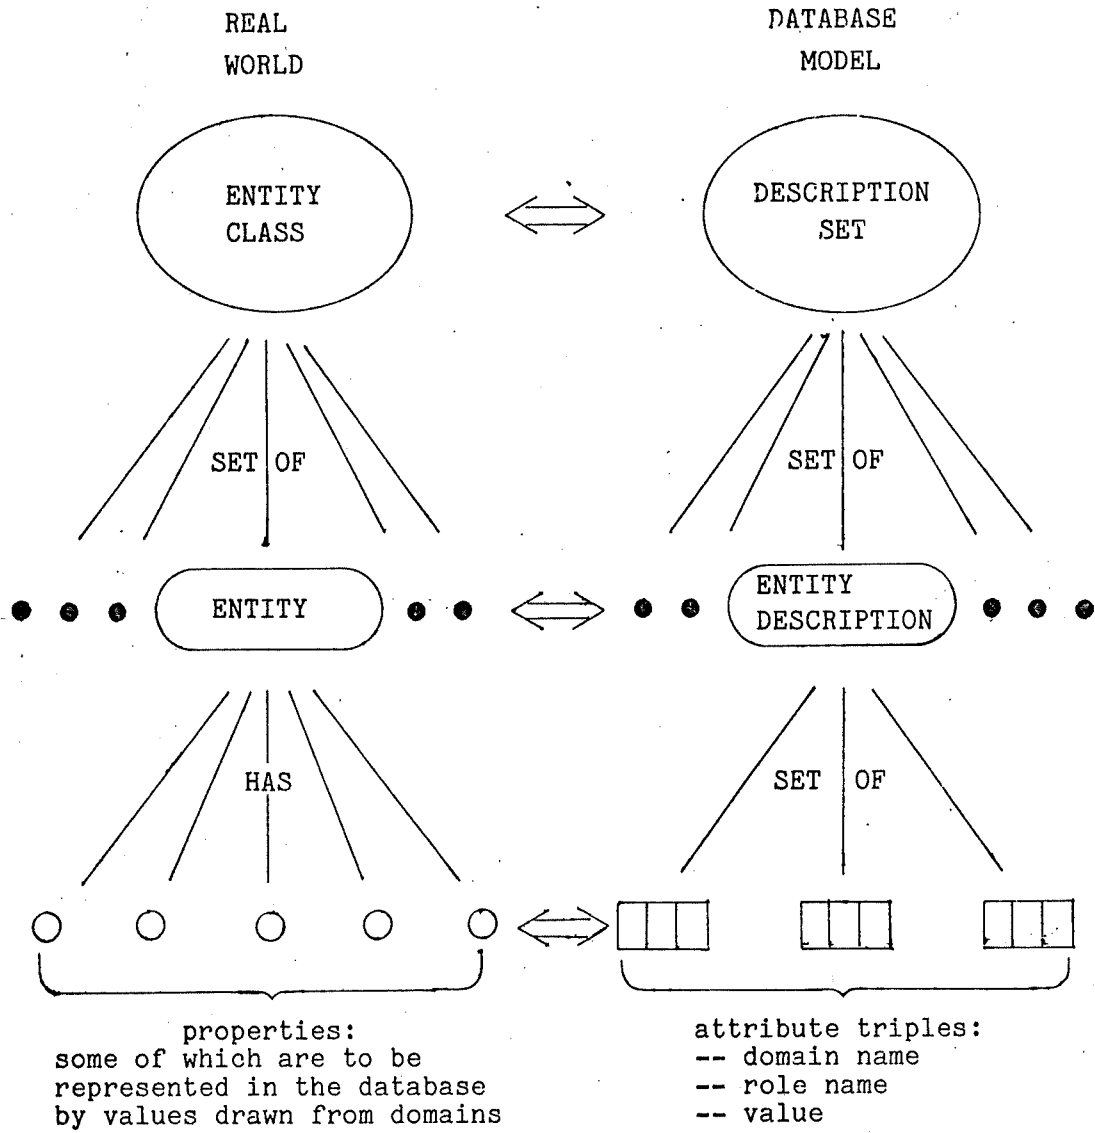 REAL
WORLD
DATABASE
MODEL
ENTITY
CLASS
DESCRIPTION
SET
SET OF
SET OF
ENTITY
ENTITY
DESCRIPTION
HAS
SET OF
properties:
some of which are to be
represented in the database
by values drawn from domains
attribute triples:
-- domain name
-- role name
-- value